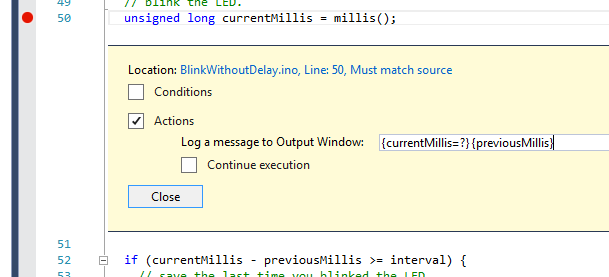 49 // blink the LED.
50 unsigned long currentMillis = millis();
Location: BlinkWithoutDelay.ino, Line: 50, Must match source
Conditions
Actions
Log a message to Output Window: {currentMillis=?}{previousMillis}
Continue execution
Close
51
52 if (currentMillis - previousMillis >= interval) {
53 // save the last time you blinked the LED